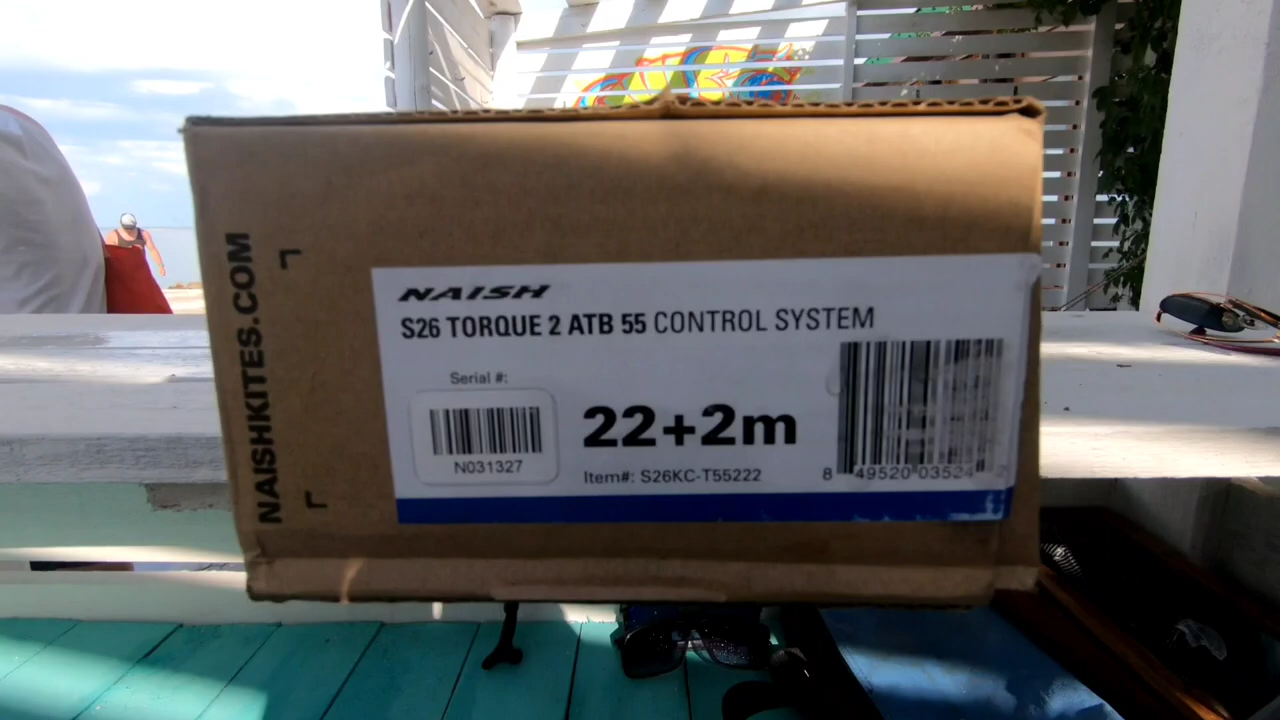 NAISHKITES.COM
NAISH
S26 TORQUE 2 ATB 55 CONTROL SYSTEM
Serial #:
N031327
22+2m
Item#: S26KC-T55222
8 49520 03524 2